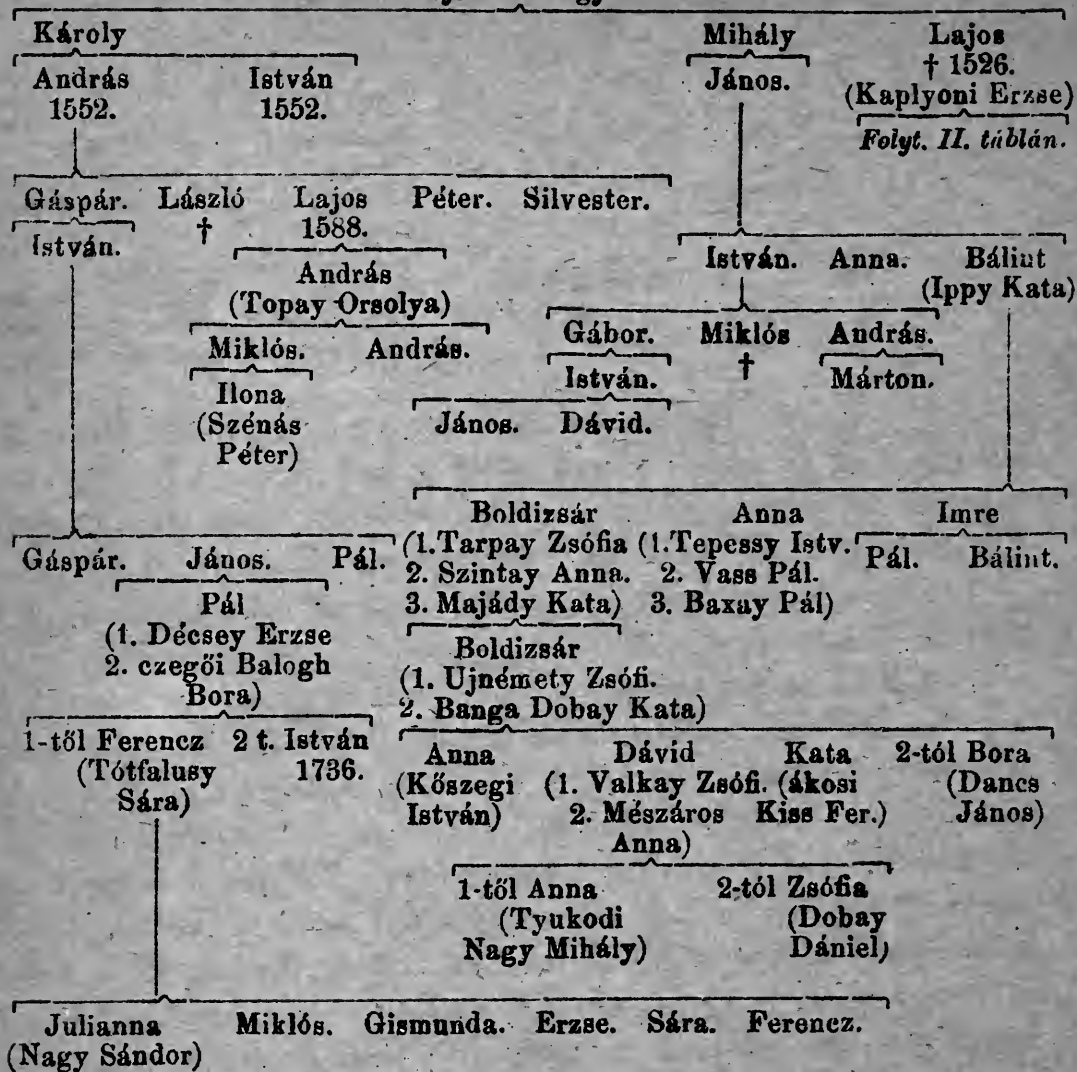 Károly Mihály Lajos
András István János. † 1526.
1552. 1552. (Kaplyoni Erzse)
Folyt. II. táblán.
Gáspár. László Lajos Péter. Silvester.
† 1588.
István. István. Anna. Bálint
András (Ippy Kata)
(Topay Orsolya)
Gábor. Miklós András.
Miklós. András. †
István. Márton.
Ilona
(Szénás János. Dávid.
Péter)
Boldizsár Anna Imre
Gáspár. János. Pál. (1.Tarpay Zsófia (1.Tepessy Istv. Pál. Bálint.
Pál 2. Szintay Anna. 2. Vass Pál.
(1. Décsey Erzse 3. Majády Kata) 3. Baxay Pál)
2. czegői Balogh Boldizsár
Bora) (1. Ujnémety Zsófi.
2. Banga Dobay Kata)
1-től Ferencz 2 t. István Anna Dávid Kata 2-tól Bora
(Tótfalusy 1736. (Kőszegi (1. Valkay Zsófi. (ákosi (Dancs
Sára) István) 2. Mészáros Kiss Fer.) János)
Anna)
1-től Anna 2-tól Zsófia
(Tyukodi (Dobay
Nagy Mihály) Dániel)
Julianna Miklós. Gismunda. Erzse. Sára. Ferencz.
(Nagy Sándor)